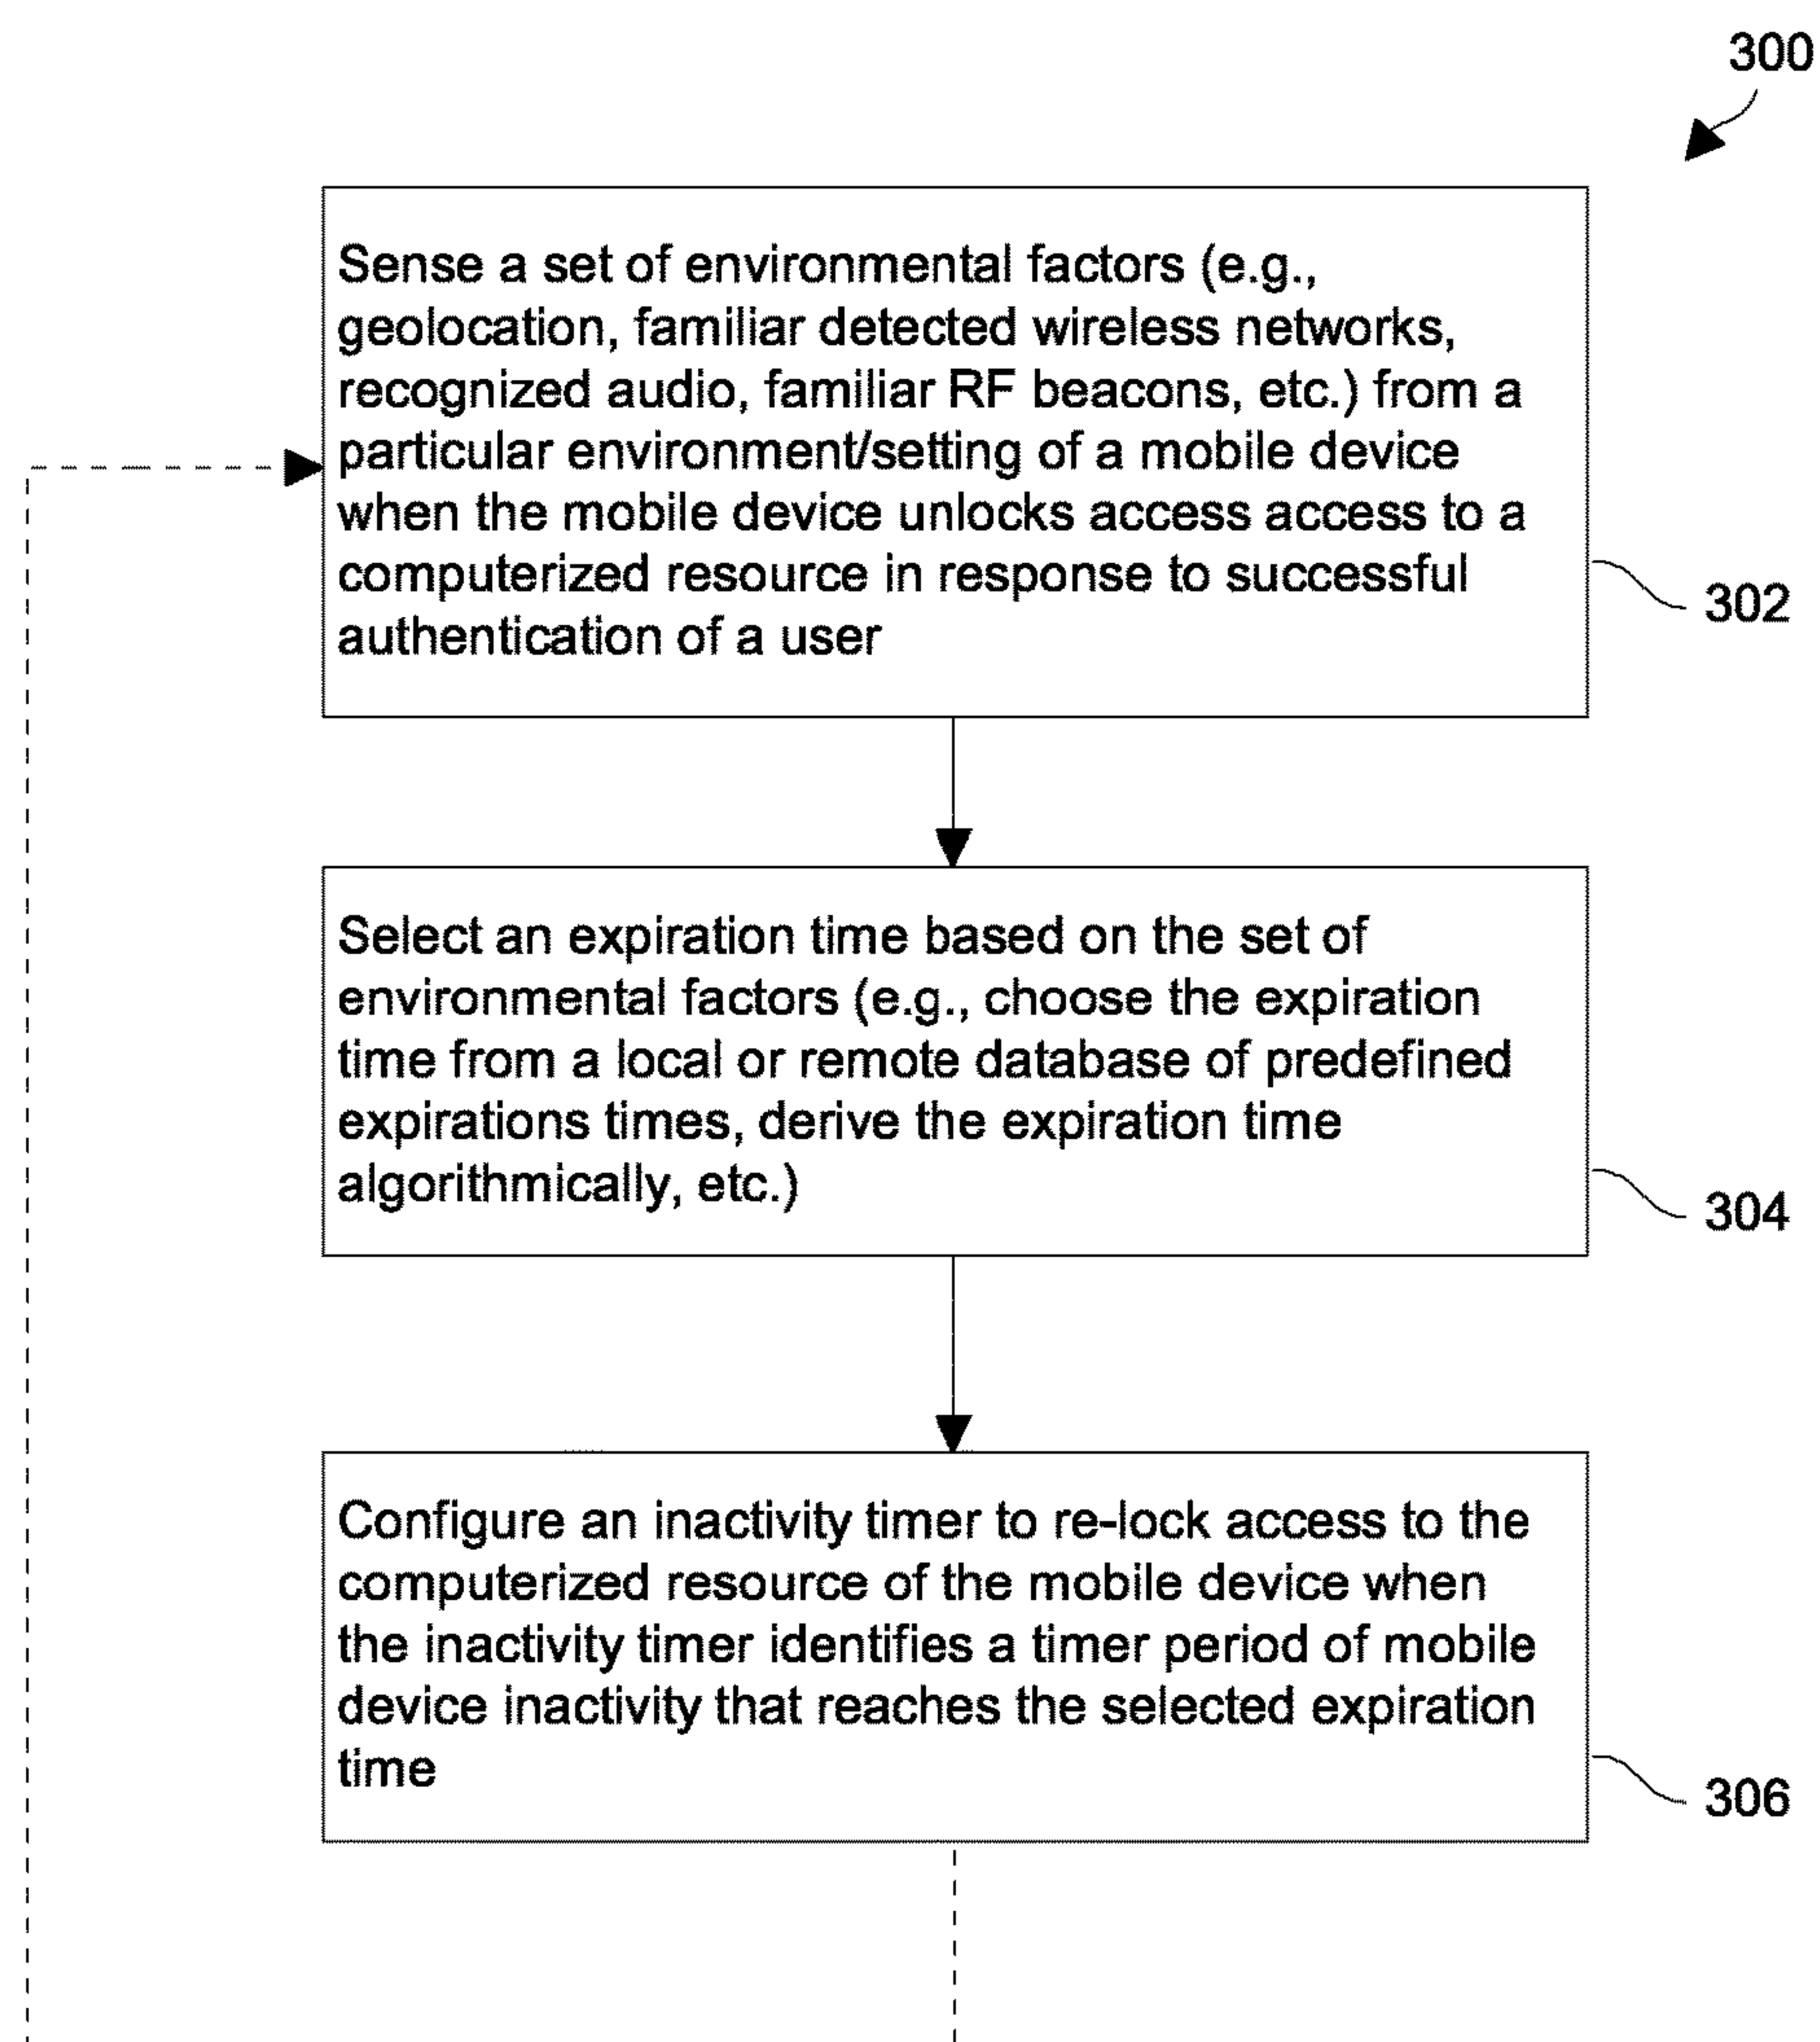 300
Sense a set of environmental factors (e.g.,
geolocation, familiar detected wireless networks,
recognized audio, familiar RF beacons, etc.) from a
particular environment/setting of a mobile device
when the mobile device unlocks access access to a
computerized resource in response to successful
authentication of a user
302
Select an expiration time based on the set of
environmental factors (e.g., choose the expiration
time from a local or remote database of predefined
expirations times, derive the expiration time
algorithmically, etc.)
304
Configure an inactivity timer to re-lock access to the
computerized resource of the mobile device when
the inactivity timer identifies a timer period of mobile
device inactivity that reaches the selected expiration
time
306